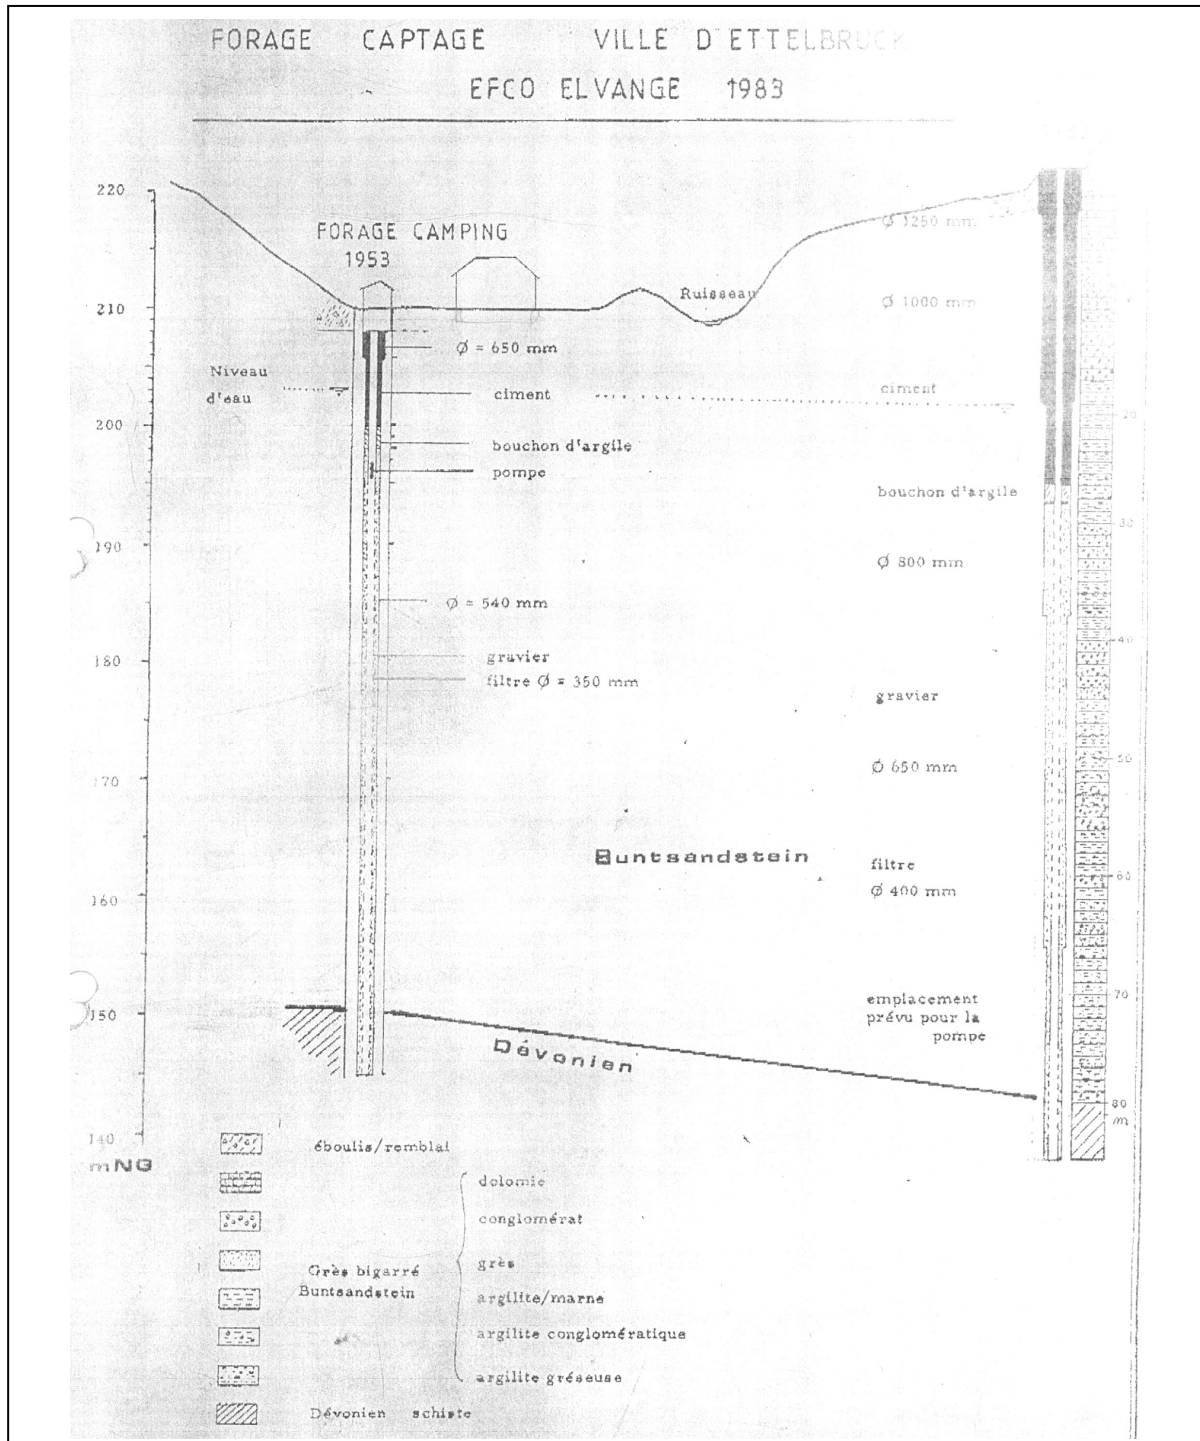 FORAGE CAPTAGE VILLE D'ETTELBRUCK
EFCO ELVANGE 1983
220
210
200
190
180
170
160
150
140
mNG
FORAGE CAMPING
1953
Ruisseau
Niveau
d'eau
Ø = 650 mm
ciment
bouchon d'argile
pompe
Ø = 540 mm
gravier
filtre Ø = 350 mm
Buntsandstein
Dévonien
Ø 1250 mm
Ø 1000 mm
ciment
bouchon d'argile
Ø 800 mm
gravier
Ø 650 mm
filtre
Ø 400 mm
emplacement
prévu pour la
pompe
20
30
40
50
60
70
80
m
éboulis/remblai
dolomie
conglomérat
grès
Grès bigarré
Buntsandstein
argilite/marne
argilite conglomératique
argilite gréseuse
Dévonien schiste